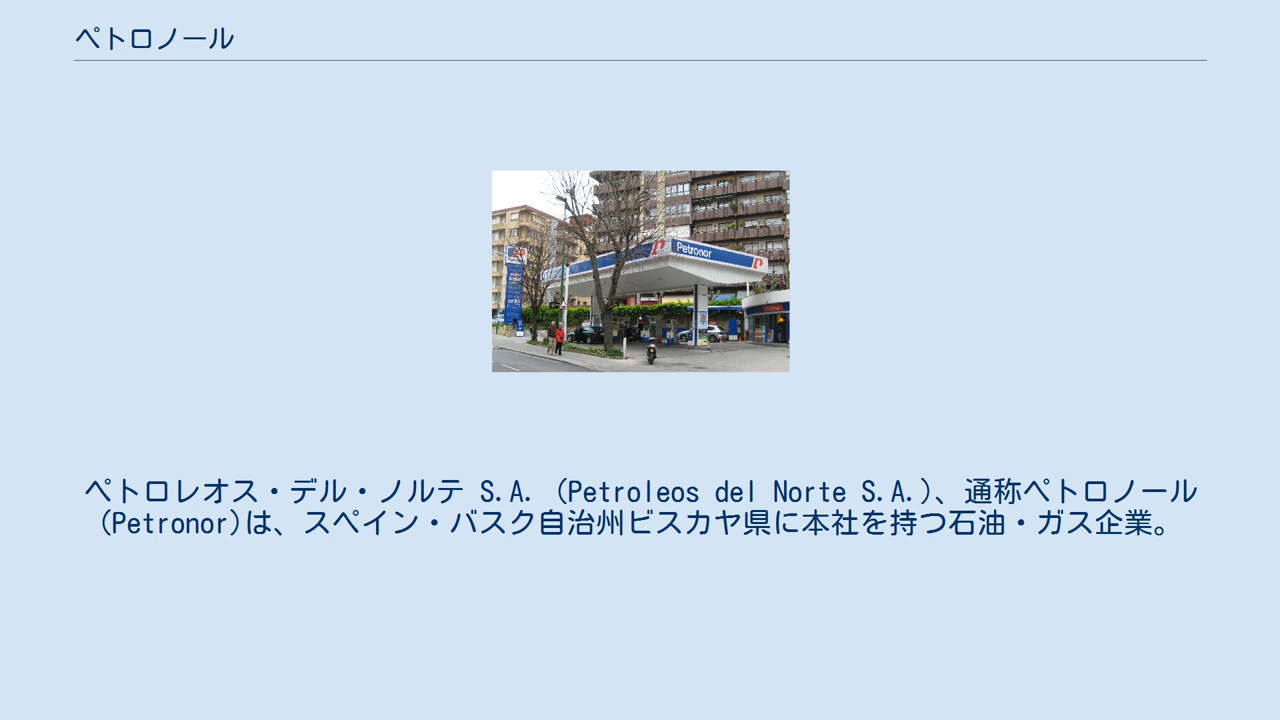 ペトロノール
Petronor
ペトロレオス・デル・ノルテ S.A. (Petroleos del Norte S.A.)、通称ペトロノール
(Petronor)は、スペイン・バスク自治州ビスカヤ県に本社を持つ石油・ガス企業。